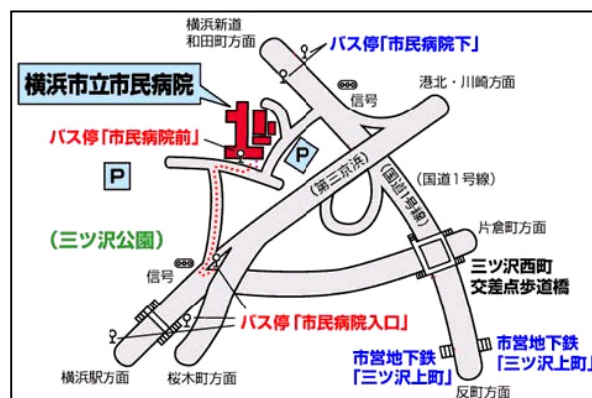 横浜新道
和田町方面
バス停「市民病院下」
横浜市立市民病院
信号
港北・川崎方面
バス停「市民病院前」
P
P
(第三京浜)
(国道1号線)
(国道1号線)
(三ツ沢公園)
片倉町方面
信号
三ツ沢西町
交差点歩道橋
バス停「市民病院入口」
市営地下鉄
「三ツ沢上町」
市営地下鉄
「三ツ沢上町」
横浜駅方面
桜木町方面
反町方面